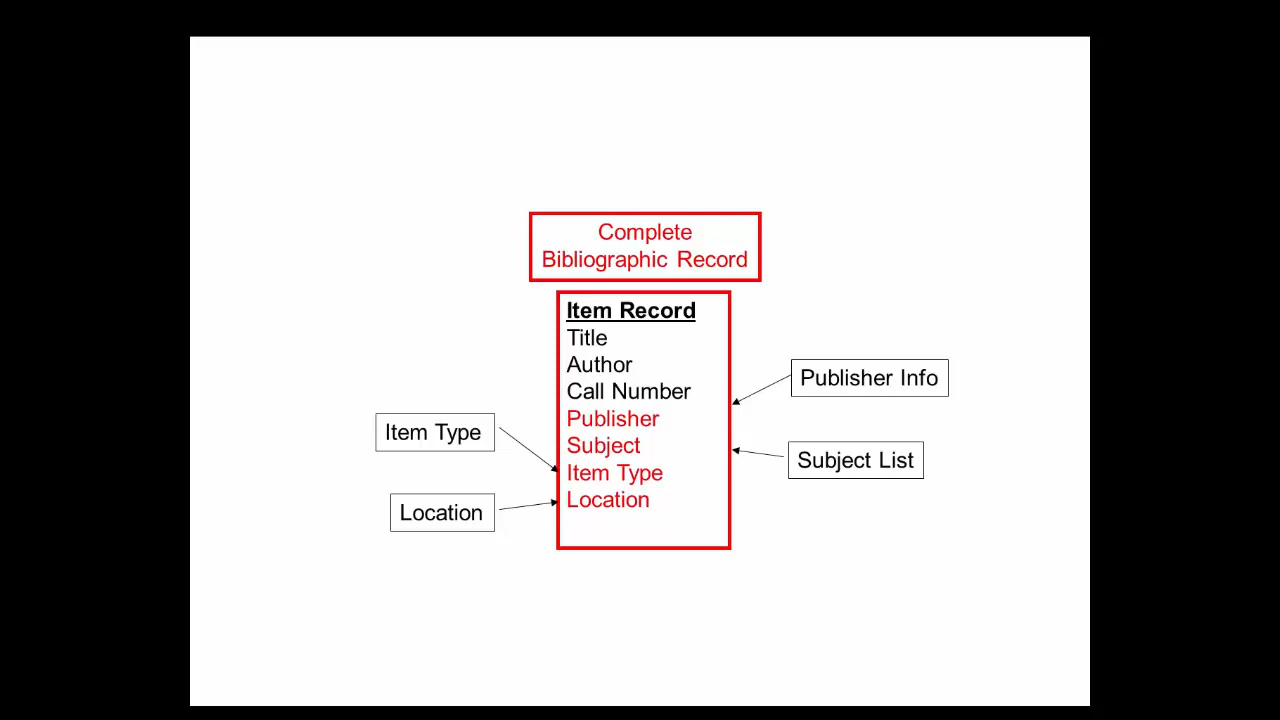 Complete
Bibliographic Record
Item Record
Title
Author
Call Number
Publisher
Subject
Item Type
Location
Publisher Info
Subject List
Item Type
Location